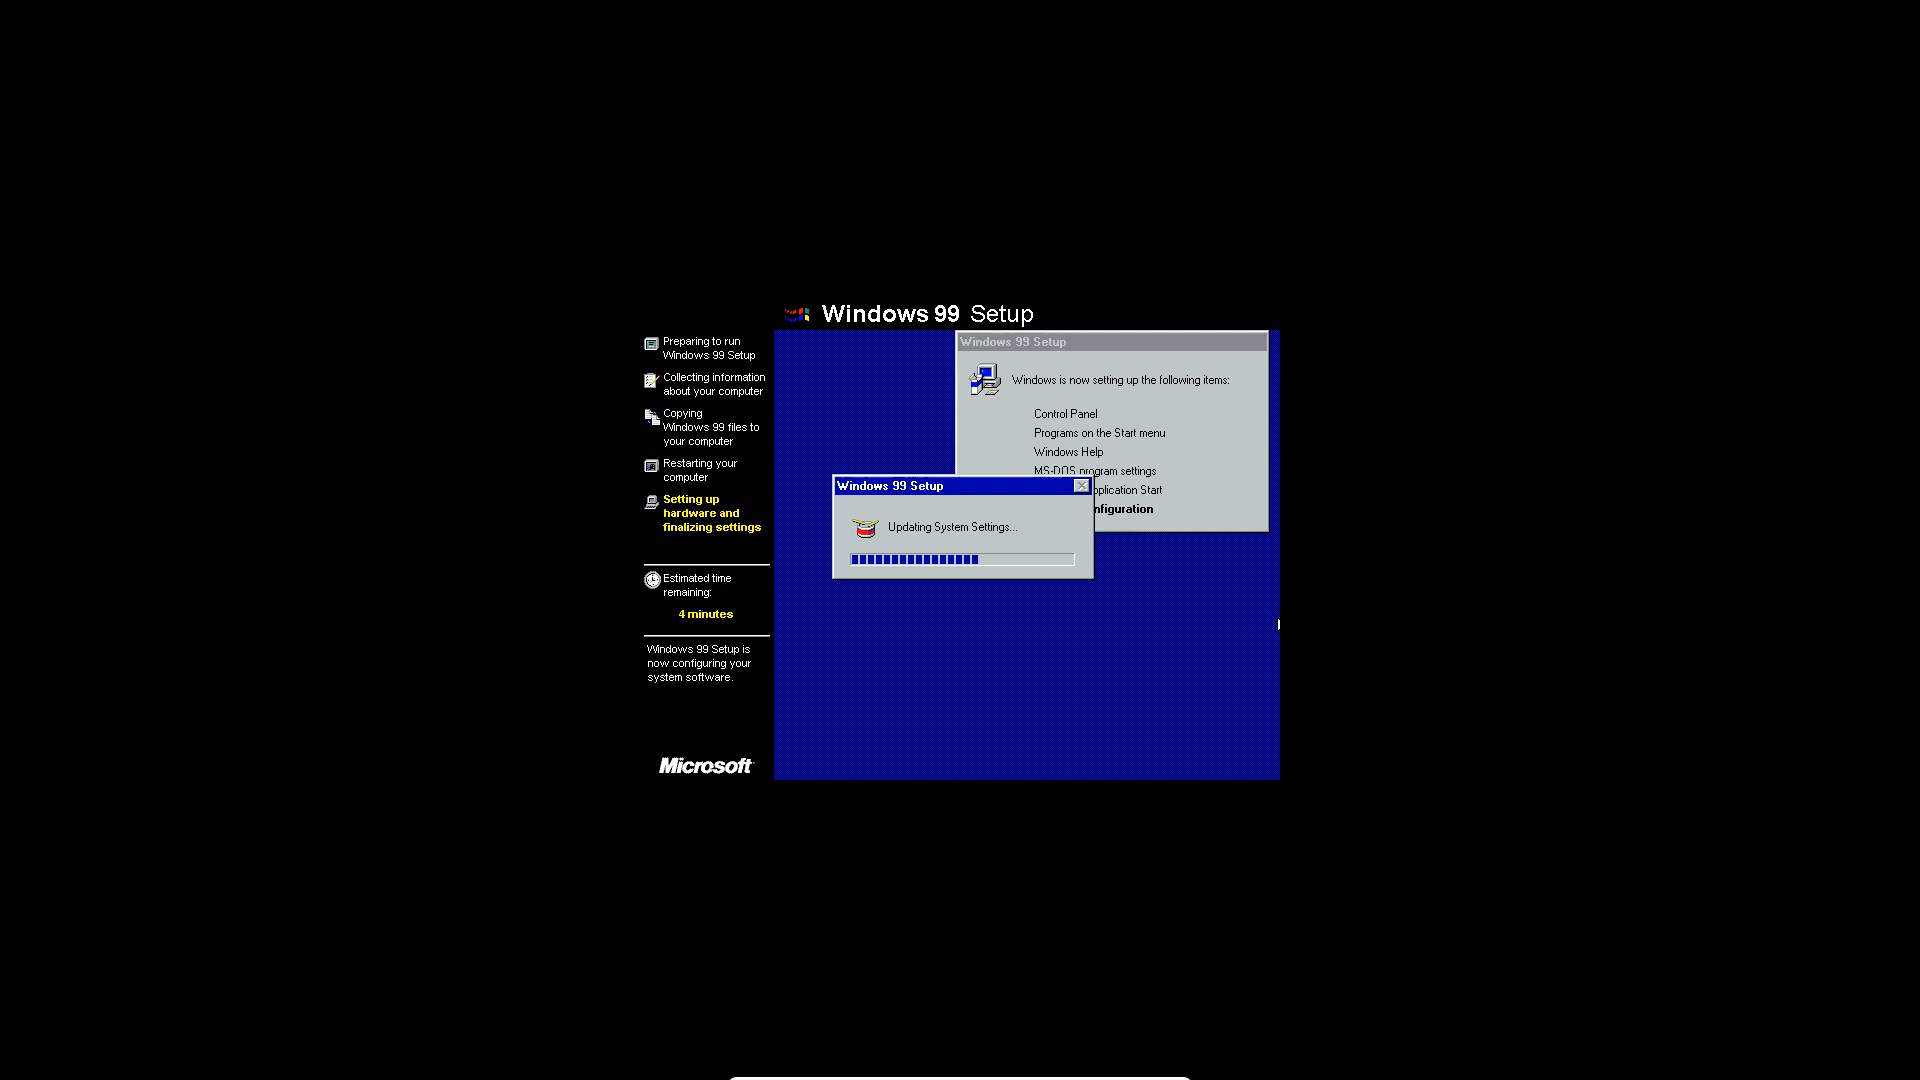 Windows 99 Setup
Preparing to run
Windows 99 Setup
Collecting information
about your computer
Copying
Windows 99 files to
your computer
Restarting your
computer
Setting up
hardware and
finalizing settings
Estimated time
remaining:
4 minutes
Windows 99 Setup is
now configuring your
system software.
Microsoft
Windows 99 Setup
Windows is now setting up the following items:
Control Panel
Programs on the Start menu
Windows Help
MS-DOS program settings
plication Start
nfiguration
Windows 99 Setup
Updating System Settings...